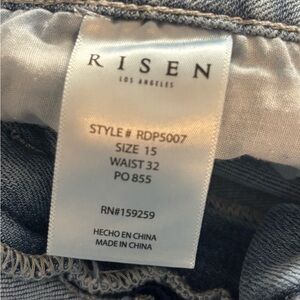 RISEN
LOS ANGELES
STYLE# RDP5007
SIZE 15
WAIST 32
PO 855
RN#159259
HECHO EN CHINA
MADE IN CHINA